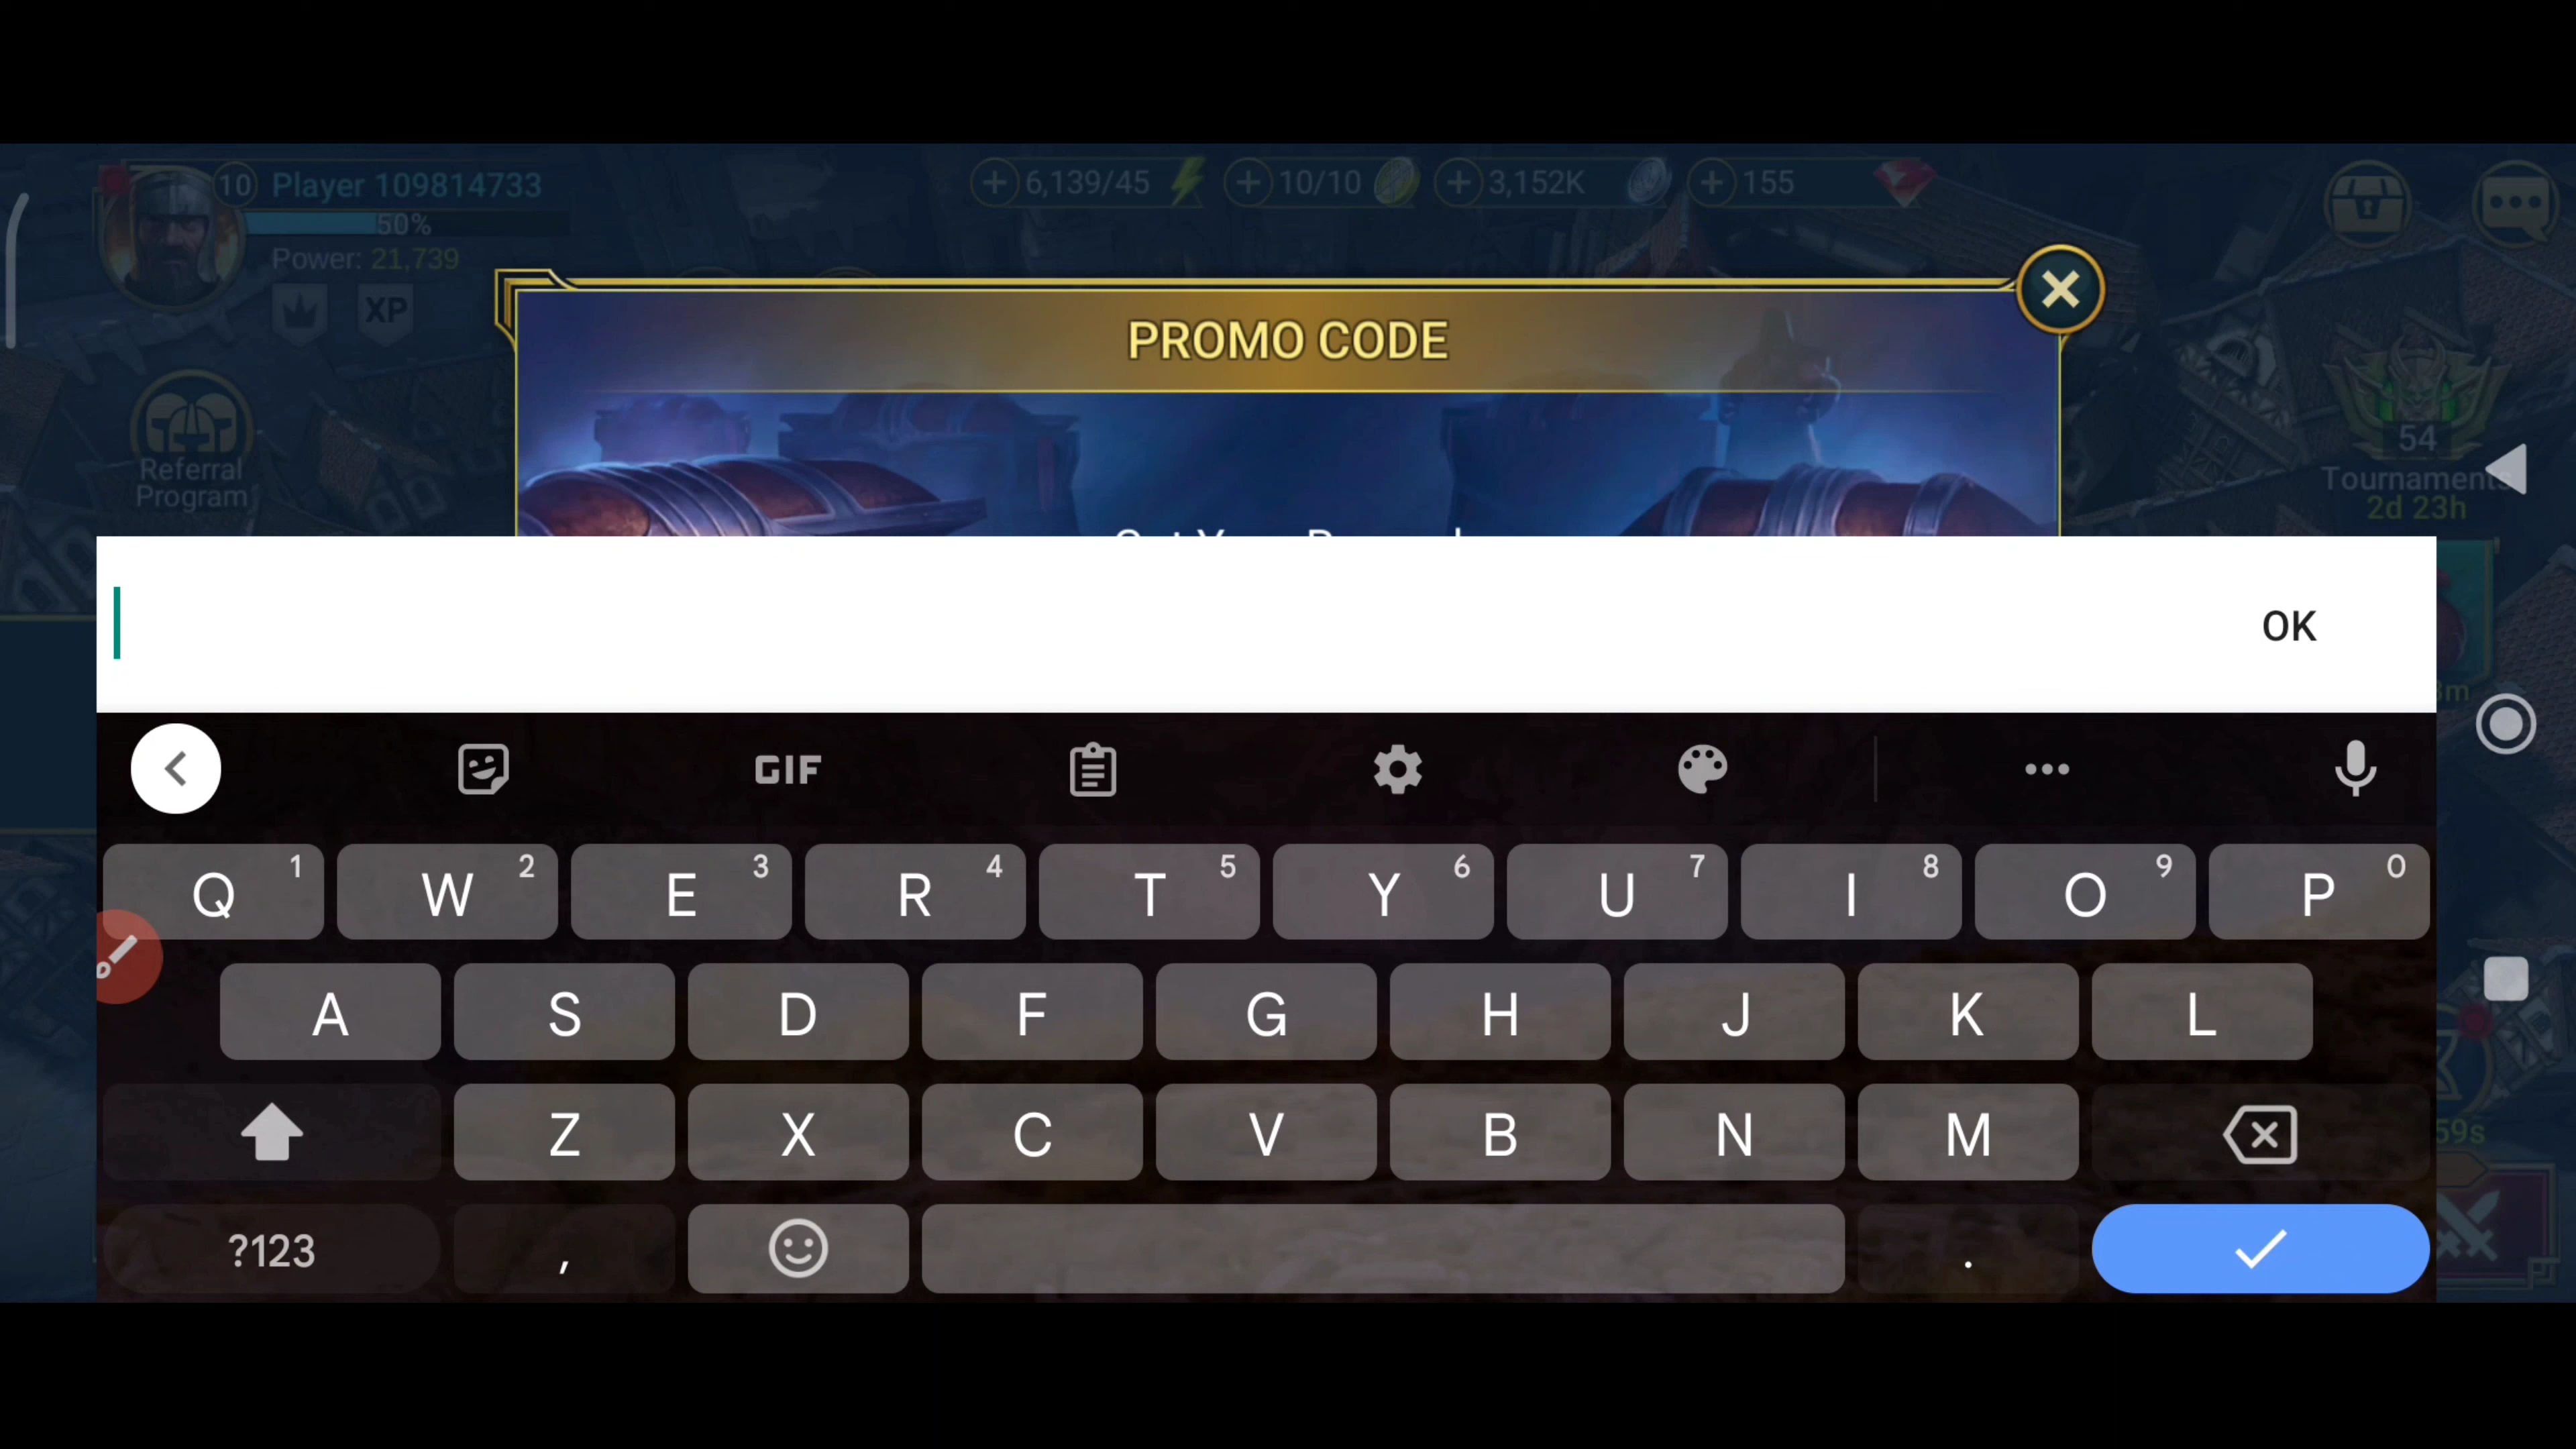 10 Player 109814733
50%
Power: 21,739
XP
6,139/45
10/10
3,152K
155
PROMO CODE
Referral
Program
54
Tournaments
2d 23h
OK
GIF
Q 1 W 2 E 3 R 4 T 5 Y 6 U 7 I 8 O 9 P 0
A S D F G H J K L
Z X C V B N M
59s
?123 , .